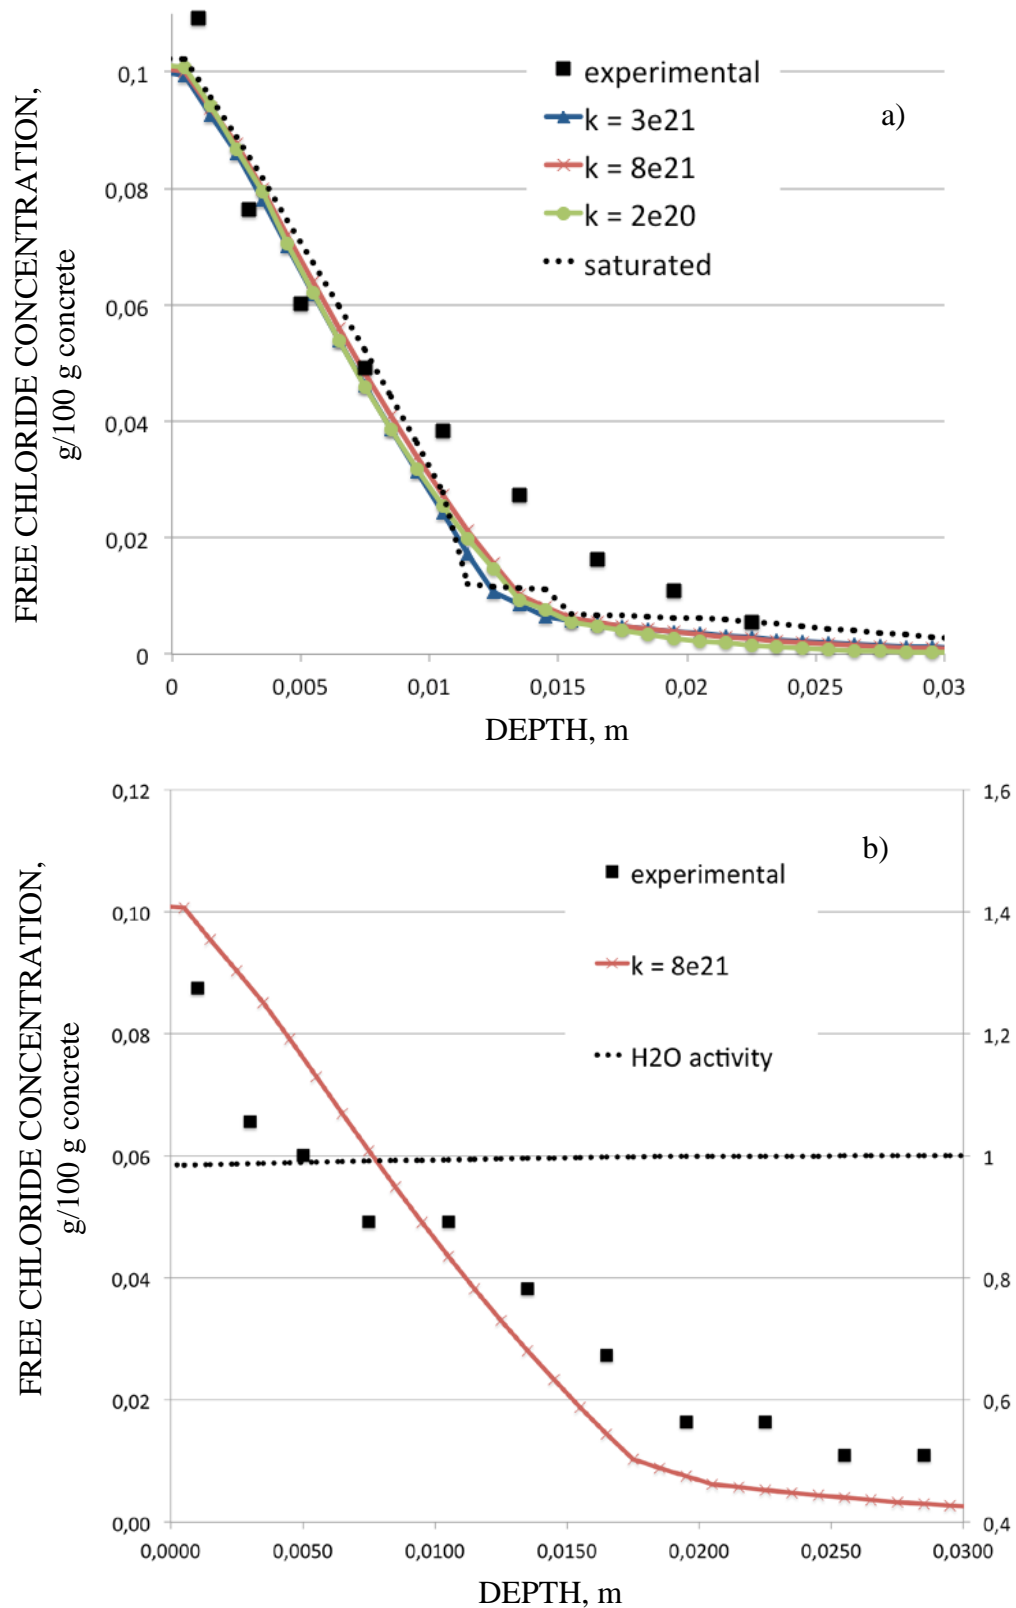 FREE CHLORIDE CONCENTRATION,
g/100 g concrete
0,1
0,08
0,06
0,04
0,02
0
experimental
k = 3e21
k = 8e21
k = 2e20
saturated
a)
0
0,005
0,01
0,015
0,02
0,025
0,03
DEPTH, m
FREE CHLORIDE CONCENTRATION,
g/100 g concrete
0,12
0,10
0,08
0,06
0,04
0,02
0,00
b)
experimental
k = 8e21
H2O activity
1,6
1,4
1,2
1
0,8
0,6
0,4
0,0000
0,0050
0,0100
0,0150
0,0200
0,0250
0,0300
DEPTH, m